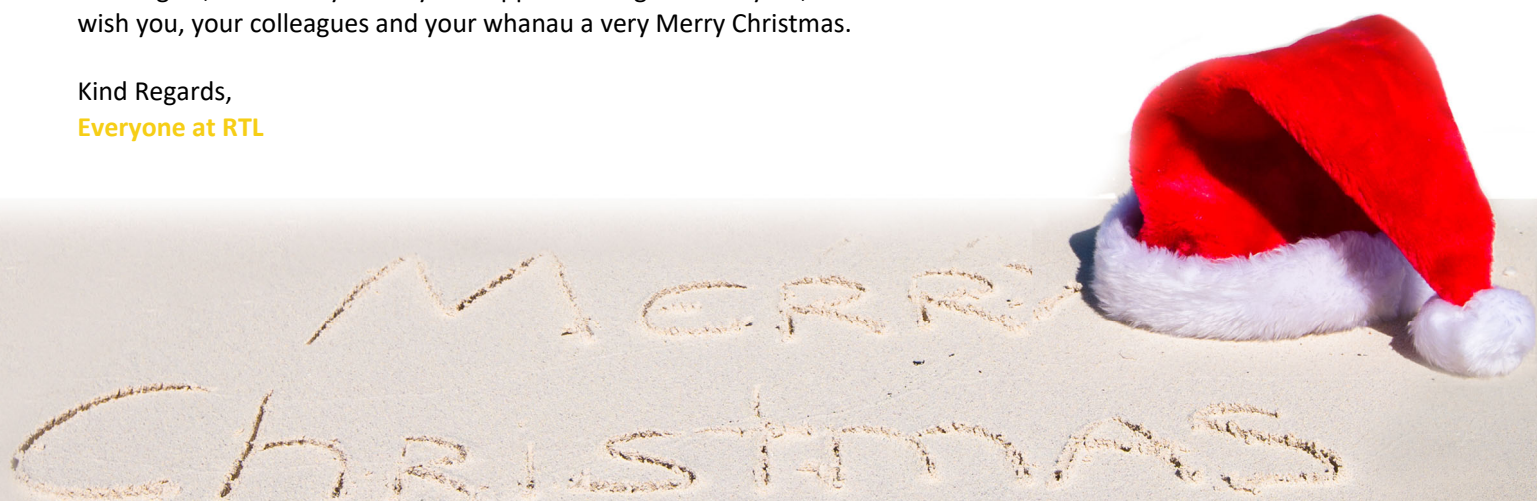 wish you, your colleagues and your whanau a very Merry Christmas.
Kind Regards,
Everyone at RTL
MERRY
ChRiSTMAS